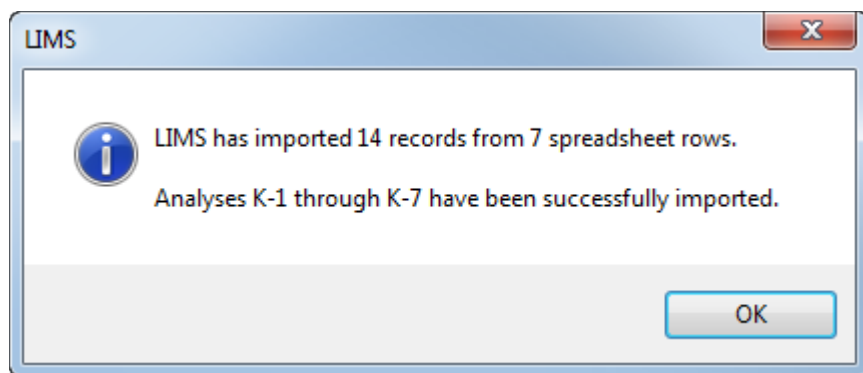 LIMS
LIMS has imported 14 records from 7 spreadsheet rows.
Analyses K-1 through K-7 have been successfully imported.
OK